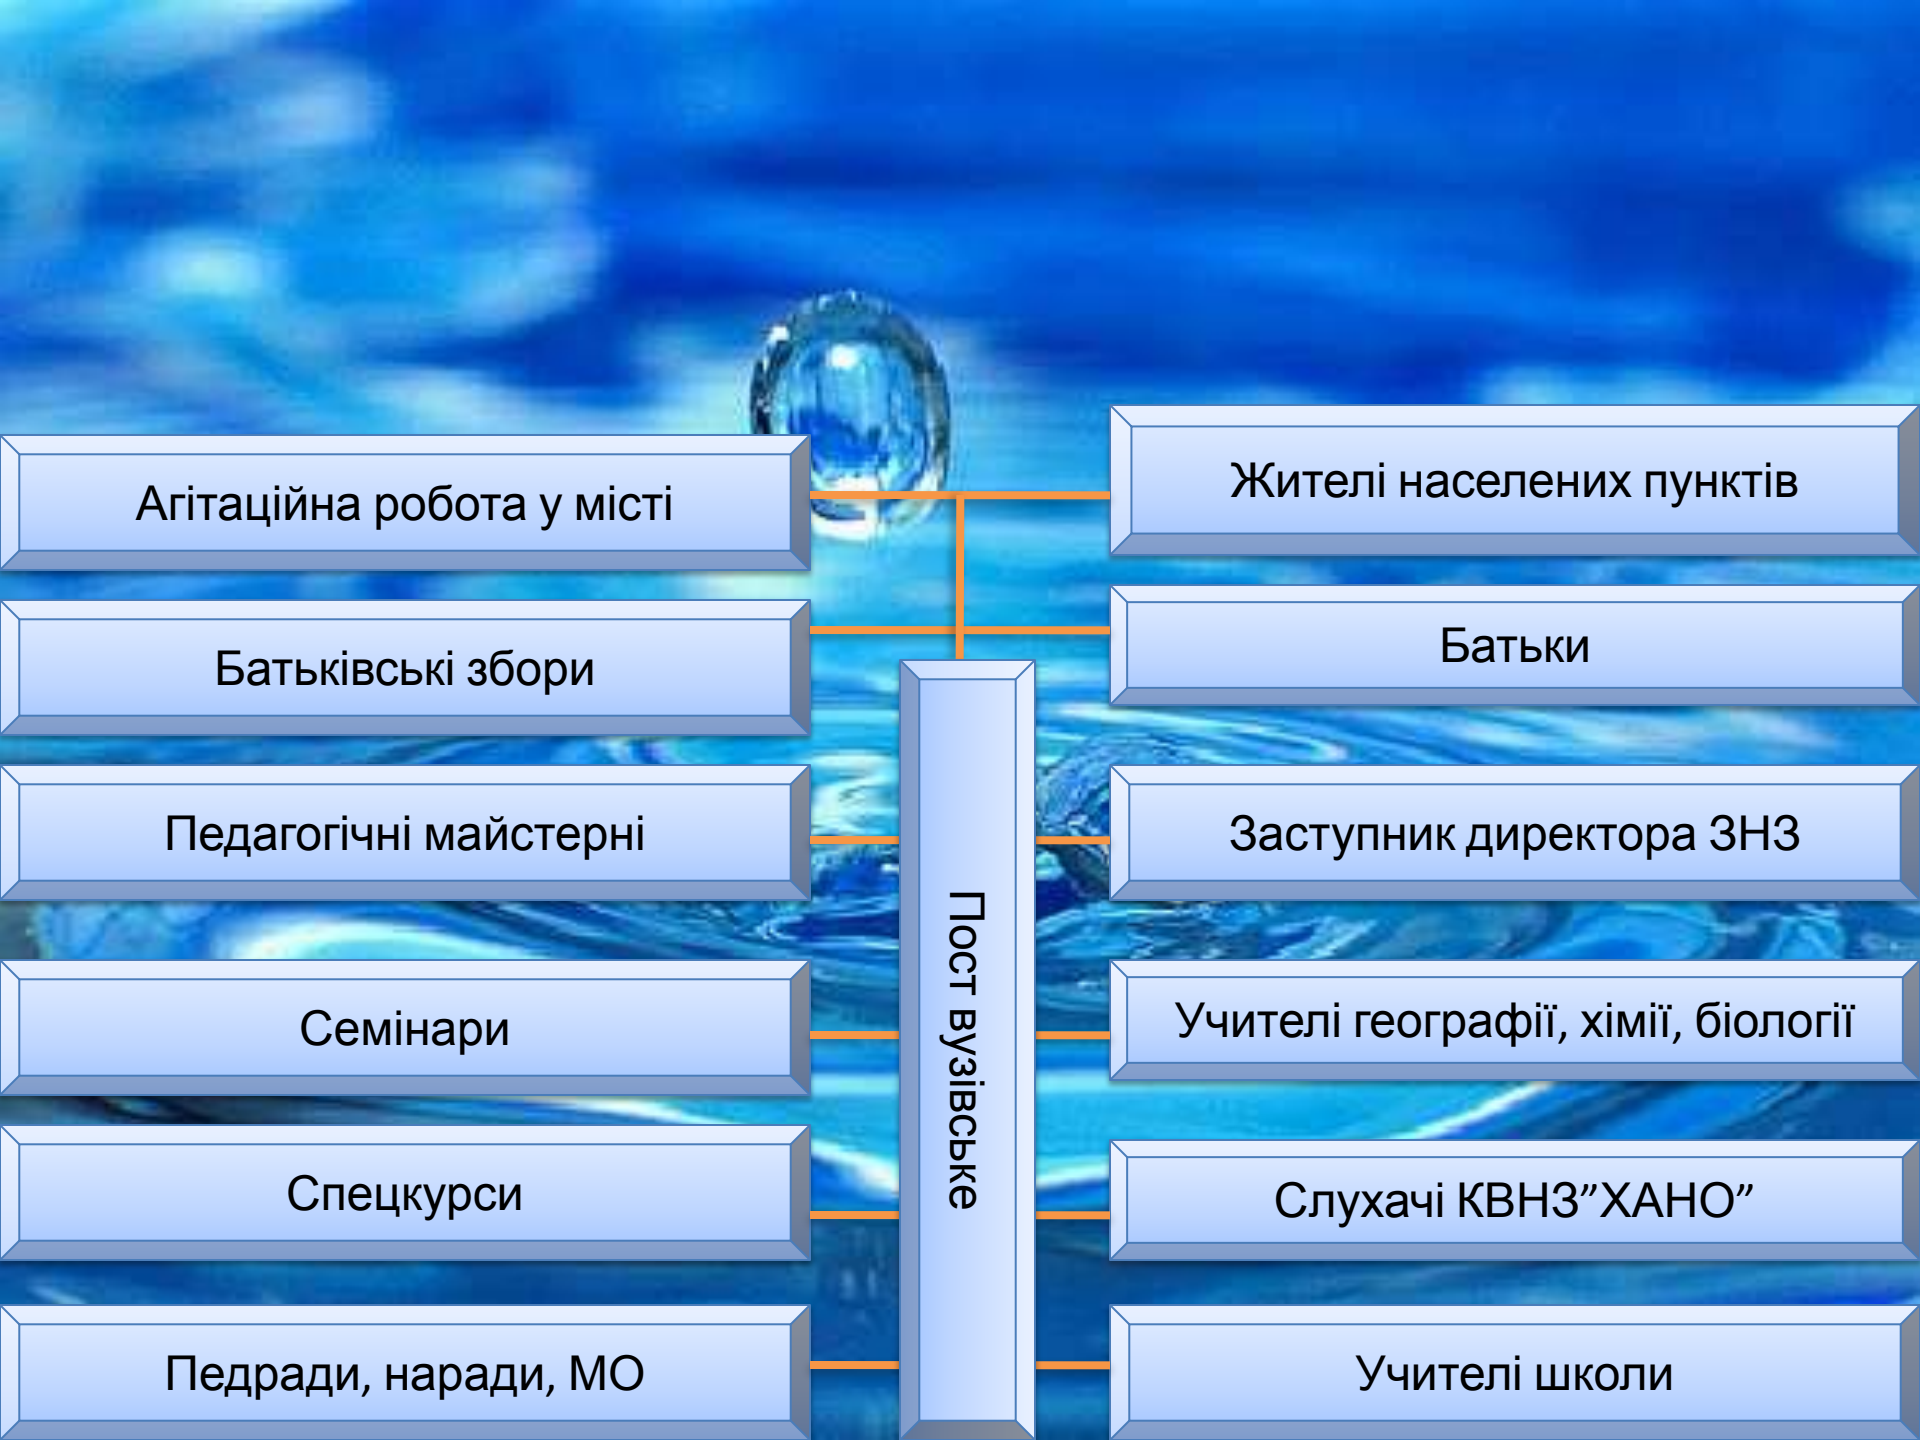 Агітаційна робота у місті
Жителі населених пунктів
Батьківські збори
Батьки
Педагогічні майстерні
Заступник директора ЗНЗ
Пост вузівське
Семінари
Учителі географії, хімії, біології
Спецкурси
Слухачі КВНЗ”ХАНО”
Педради, наради, МО
Учителі школи